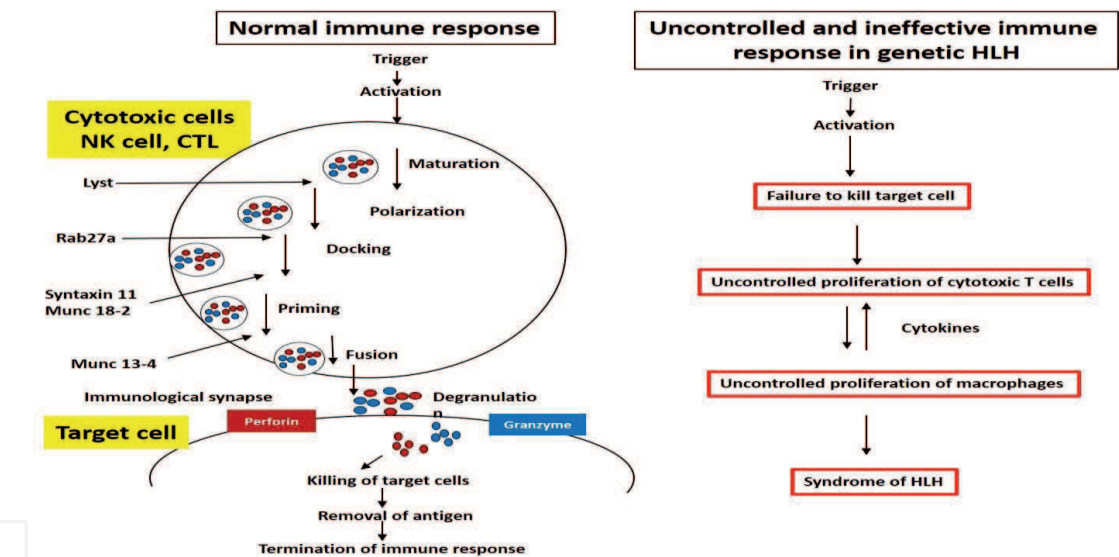 Normal immune response
Trigger
Activation
Cytotoxic cells
NK cell, CTL
Maturation
Lyst
Polarization
Rab27a
Docking
Syntaxin 11
Munc 18-2
Priming
Munc 13-4
Fusion
Immunological synapse
Degranulatio
n
Target cell
Perforin
Granzyme
Killing of target cells
Removal of antigen
Termination of immune response
Uncontrolled and ineffective immune
response in genetic HLH
Trigger
Activation
Failure to kill target cell
Uncontrolled proliferation of cytotoxic T cells
Cytokines
Uncontrolled proliferation of macrophages
Syndrome of HLH